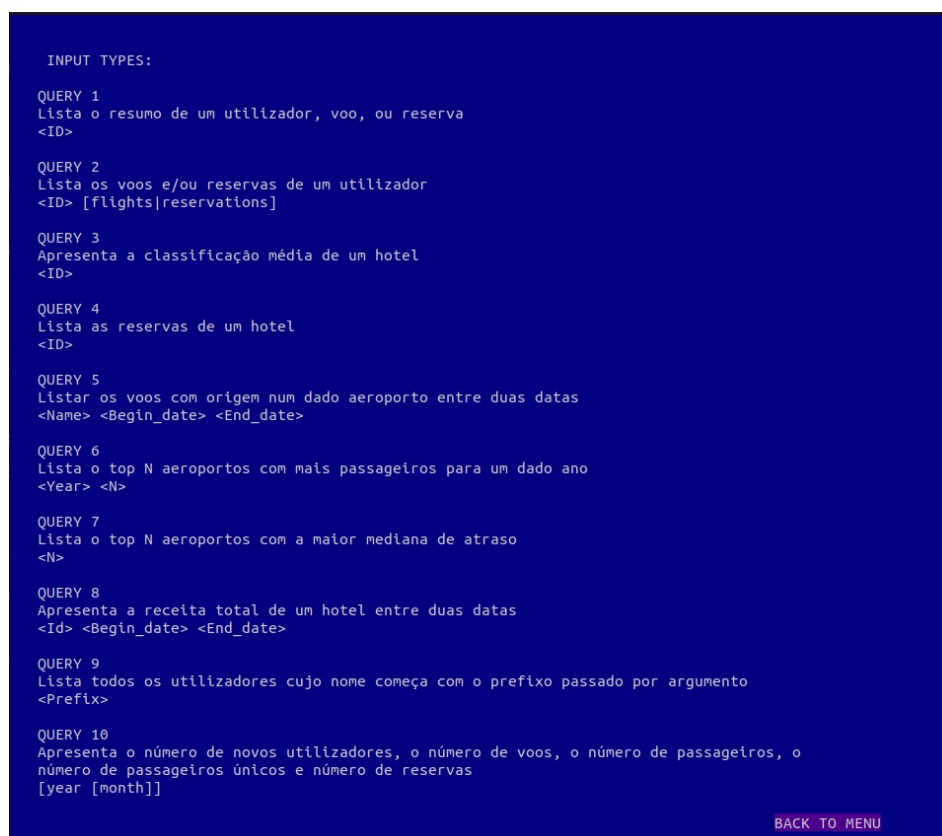 INPUT TYPES:
QUERY 1
Lista o resumo de um utilizador, voo, ou reserva
<ID>
QUERY 2
Lista os voos e/ou reservas de um utilizador
<ID> [flights|reservations]
QUERY 3
Apresenta a classificação média de um hotel
<ID>
QUERY 4
Lista as reservas de um hotel
<ID>
QUERY 5
Listar os voos com origem num dado aeroporto entre duas datas
<Name> <Begin_date> <End_date>
QUERY 6
Lista o top N aeroportos com mais passageiros para um dado ano
<Year> <N>
QUERY 7
Lista o top N aeroportos com a maior mediana de atraso
<N>
QUERY 8
Apresenta a receita total de um hotel entre duas datas
<Id> <Begin_date> <End_date>
QUERY 9
Lista todos os utilizadores cujo nome começa com o prefixo passado por argumento
<Prefix>
QUERY 10
Apresenta o número de novos utilizadores, o número de voos, o número de passageiros, o
número de passageiros únicos e número de reservas
[year [month]]
BACK TO MENU